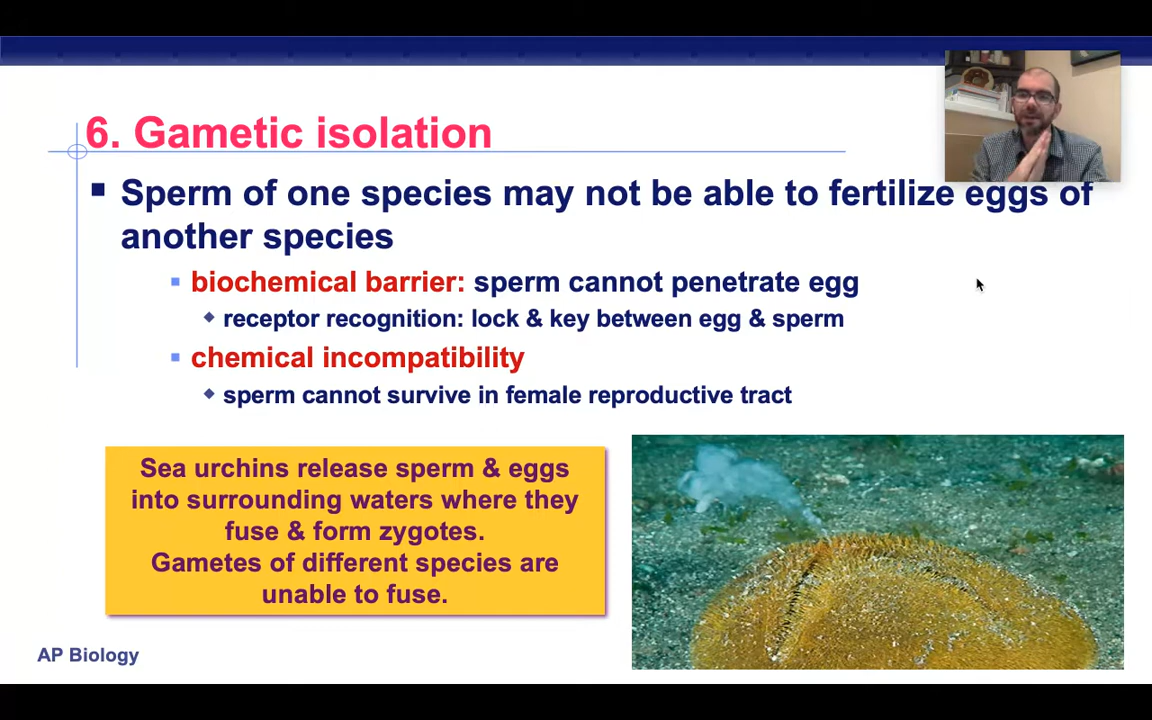 6. Gametic isolation
Sperm of one species may not be able to fertilize eggs of
another species
biochemical barrier: sperm cannot penetrate egg
receptor recognition: lock & key between egg & sperm
chemical incompatibility
sperm cannot survive in female reproductive tract
Sea urchins release sperm & eggs
into surrounding waters where they
fuse & form zygotes.
Gametes of different species are
unable to fuse.
AP Biology